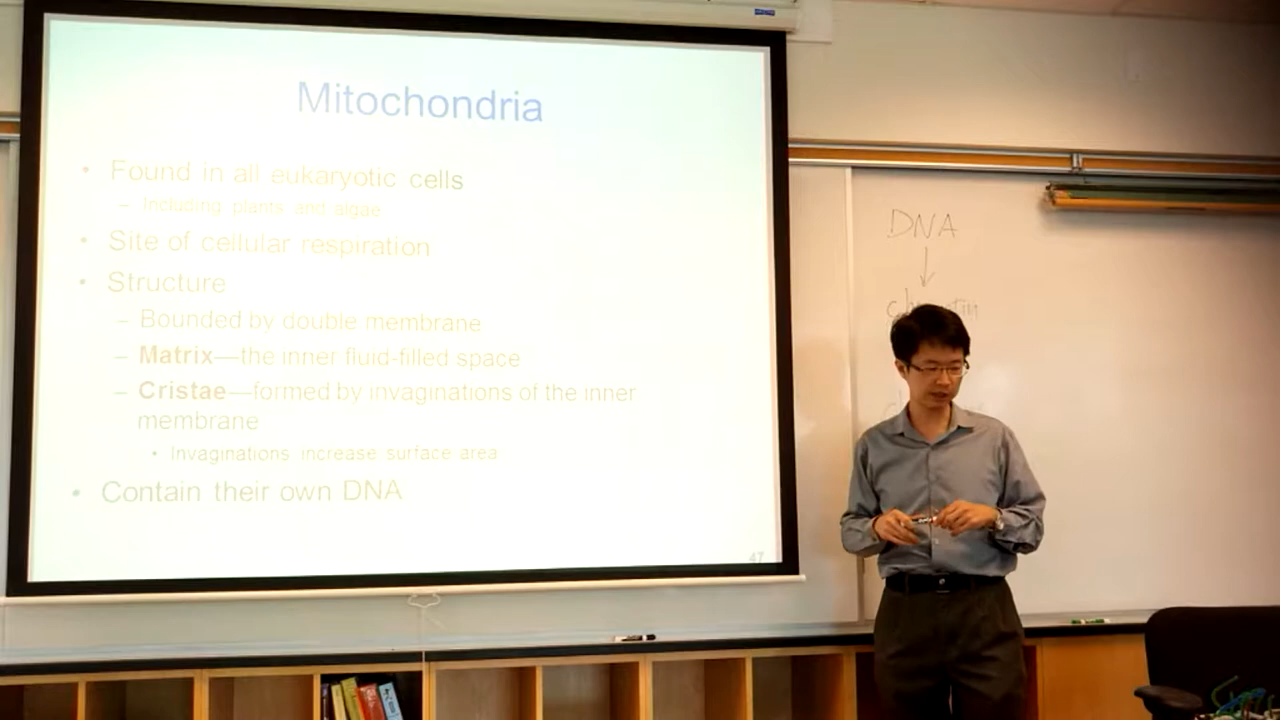 Mitochondria
• Found in all eukaryotic cells
– Including plants and algae
• Site of cellular respiration
• Structure
– Bounded by double membrane
– Matrix—the inner fluid-filled space
– Cristae—formed by invaginations of the inner
membrane
• Invaginations increase surface area
• Contain their own DNA
47
DNA